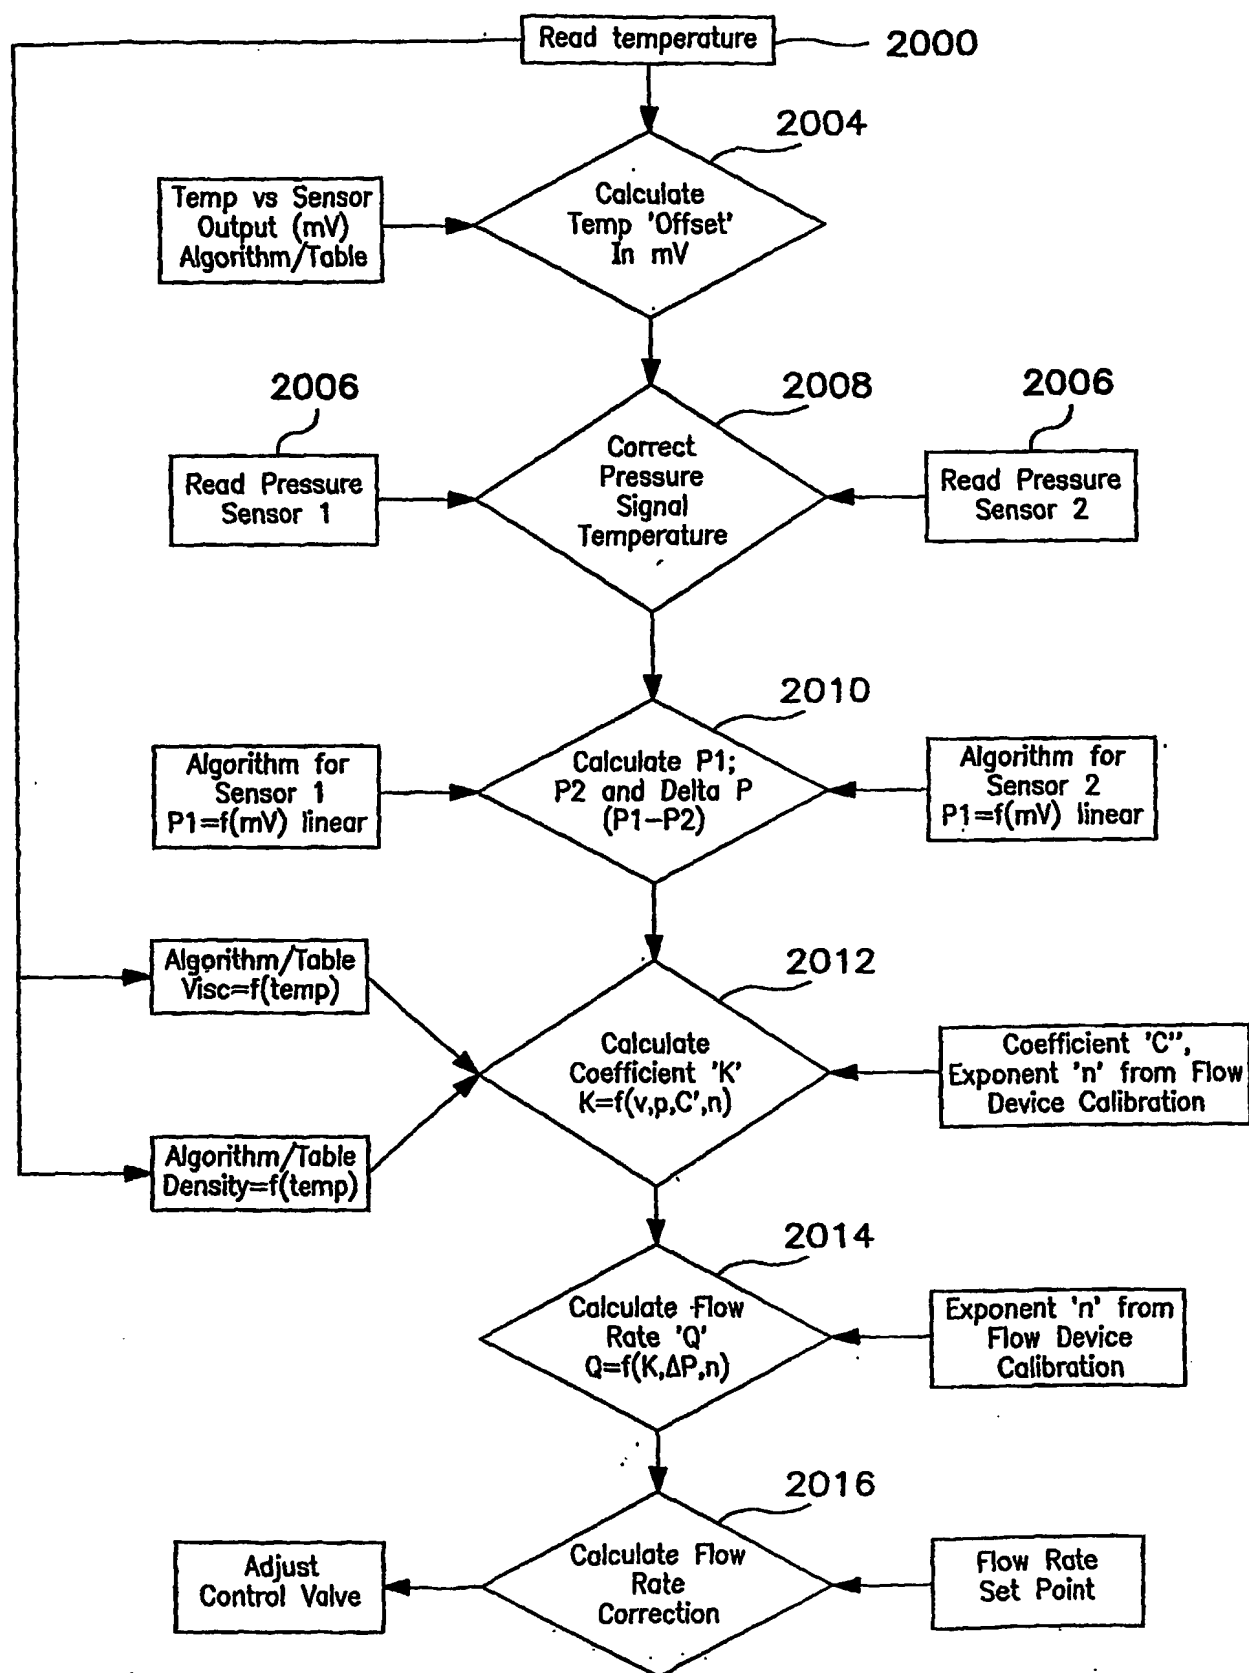 Read temperature
2000
2004
Temp vs Sensor
Output (mV)
Algorithm/Table
Calculate
Temp 'Offset'
In mV
2006
2008
2006
Read Pressure
Sensor 1
Correct
Pressure
Signal
Temperature
Read Pressure
Sensor 2
2010
Algorithm for
Sensor 1
P1=f(mV) linear
Calculate P1;
P2 and Delta P
(P1-P2)
Algorithm for
Sensor 2
P1=f(mV) linear
2012
Algorithm/Table
Visc=f(temp)
Calculate
Coefficient 'K'
K=f(v,p,C',n)
Coefficient 'C'',
Exponent 'n' from Flow
Device Calibration
Algorithm/Table
Density=f(temp)
2014
Calculate Flow
Rate 'Q'
Q=f(K,ΔP,n)
Exponent 'n' from
Flow Device
Calibration
2016
Adjust
Control Valve
Calculate Flow
Rate
Correction
Flow Rate
Set Point